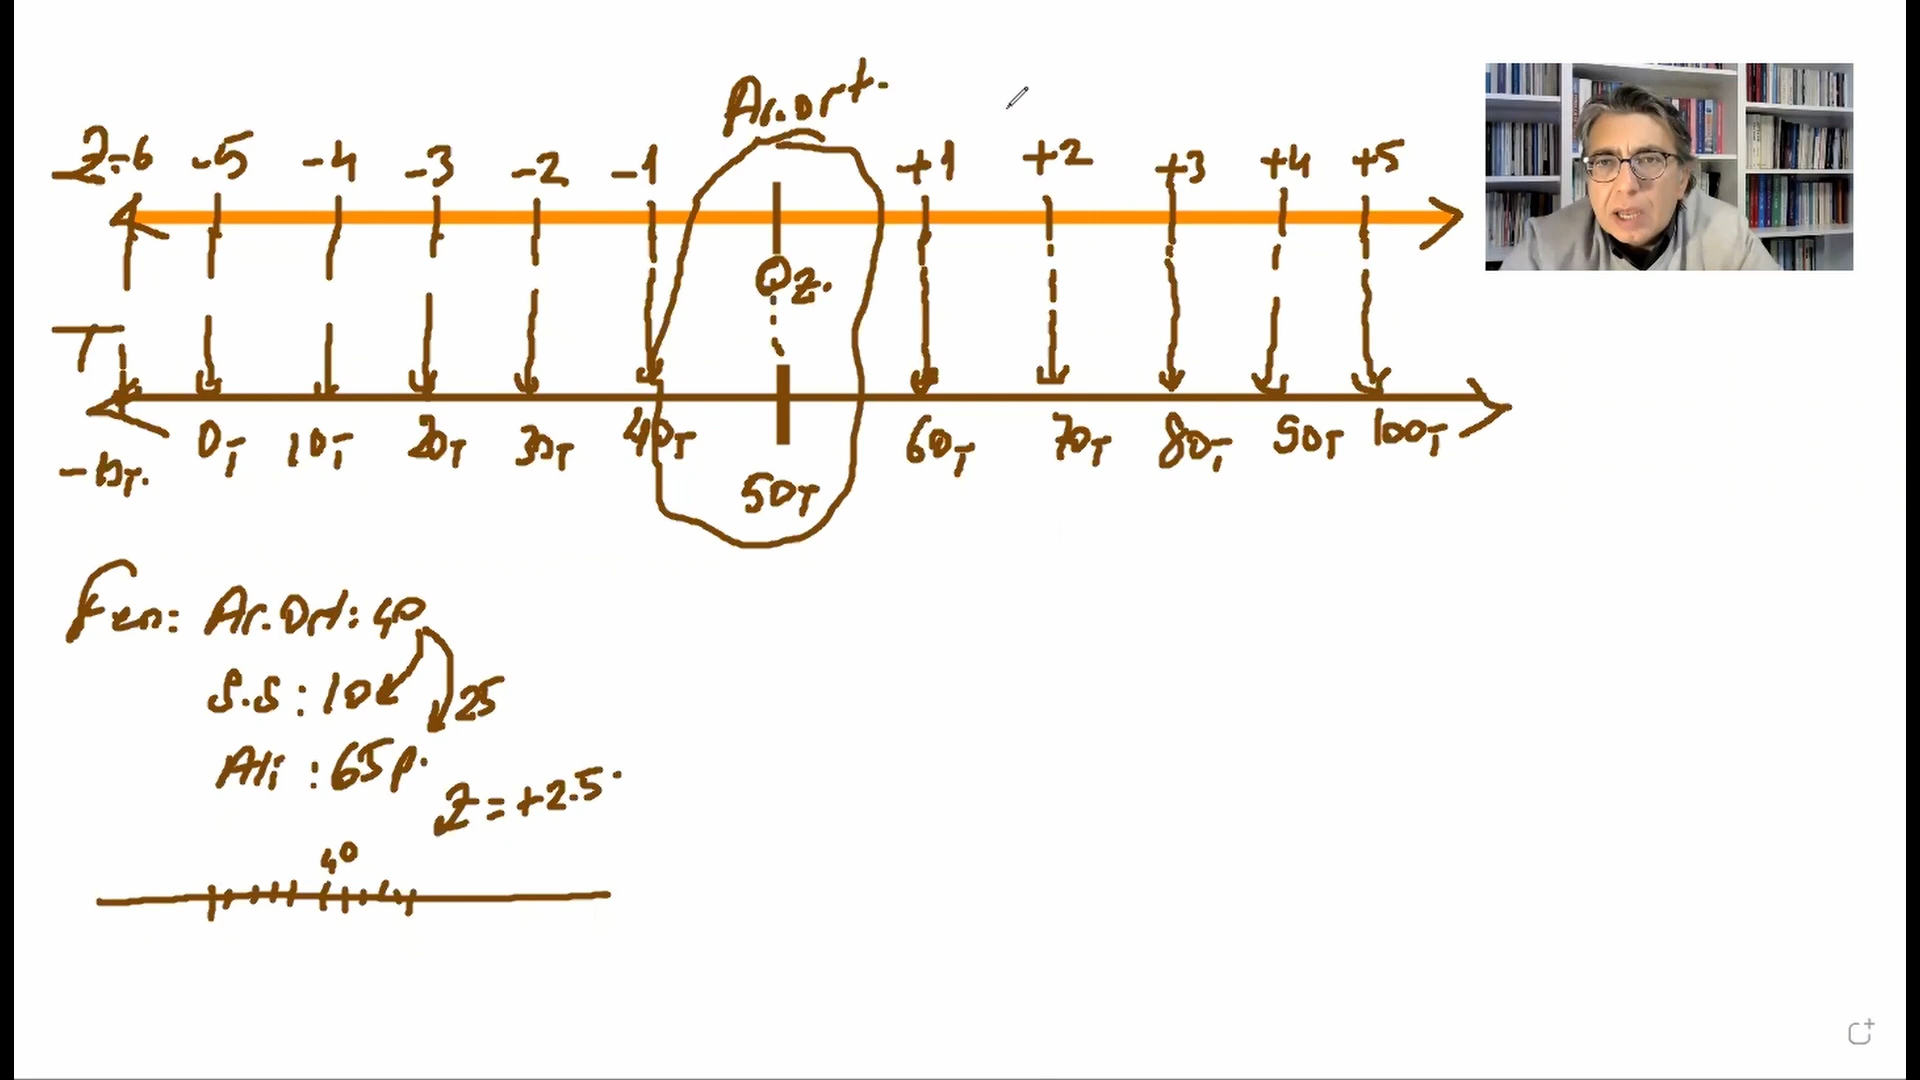 Ar.ort.
Z -6 -5 -4 -3 -2 -1 +1 +2 +3 +4 +5
0z.
T
0T 10T 20T 30T 40T 60T 70T 80T 90T 100T
-10T.
50T
Fen: Ar.Ort: 40
S.S : 10 25
Ali : 65p.
Z = +2.5.
40